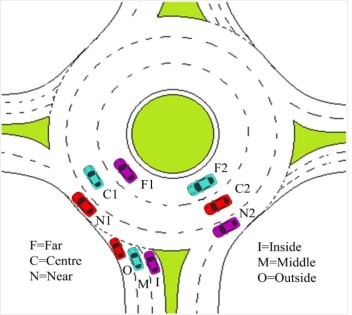 F2
F1
C1
C2
N1
N2
F=Far
C=Centre
N=Near
O
M
I
I=Inside
M=Middle
O=Outside